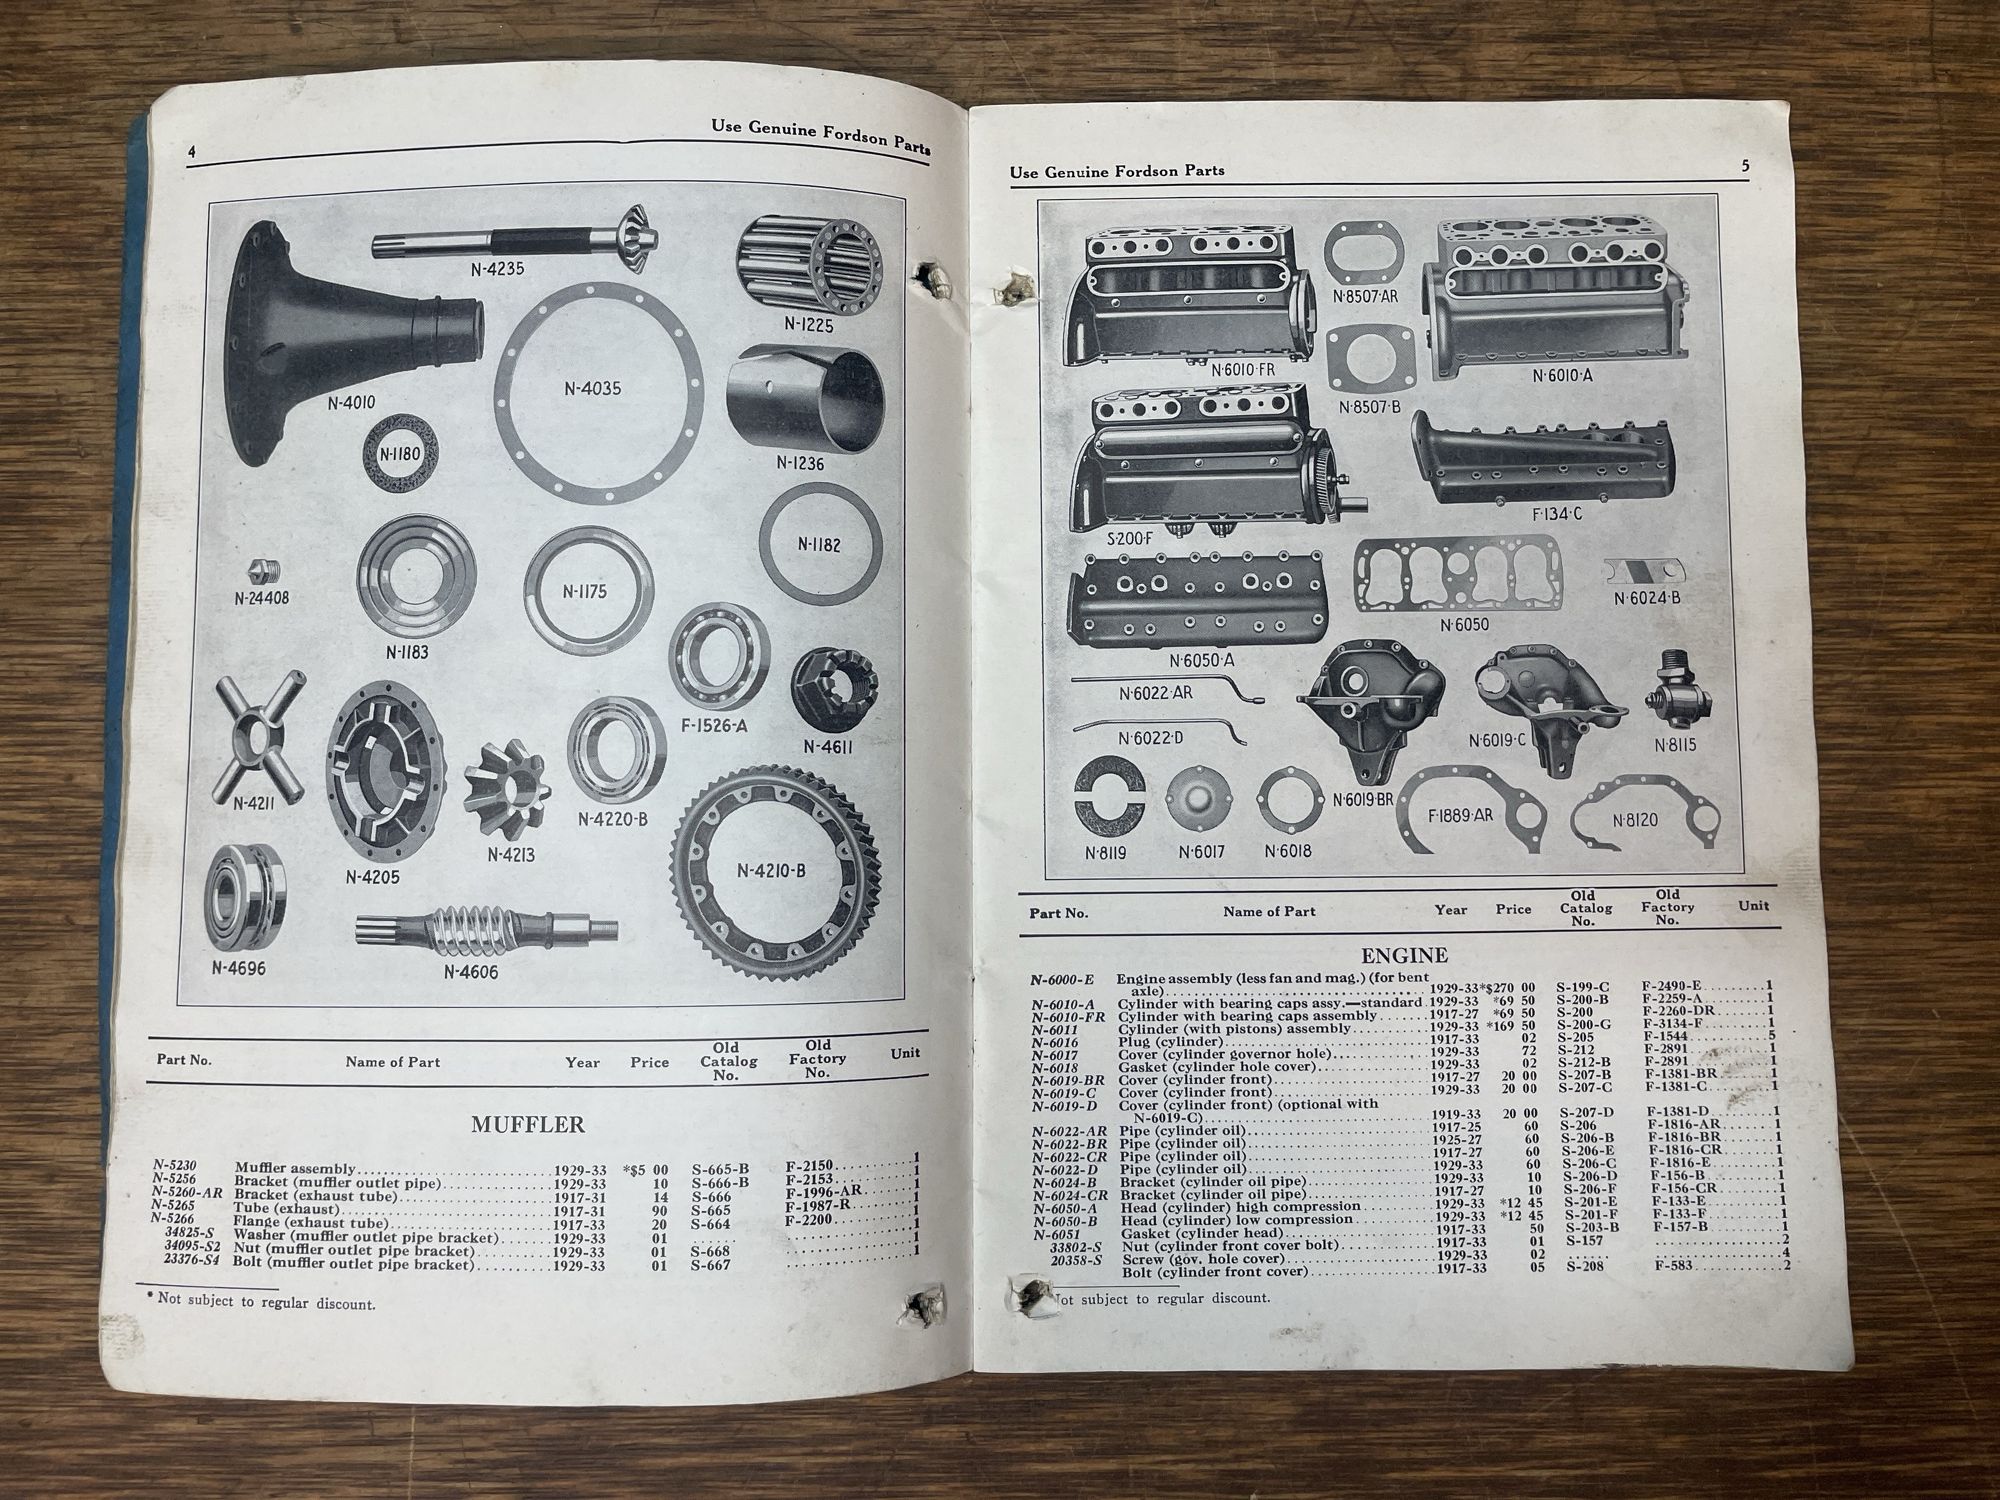 4
Use Genuine Fordson Parts
N-4235
N-1225
N-4010
N-4035
N-1236
N-1180
N-1182
N-24408
N-1183
N-1175
F-1526-A
N-4611
N-4211
N-4205
N-4213
N-4220-B
N-4210-B
N-4696
N-4606
Part No. Name of Part Year Price Old Catalog No. Old Factory No. Unit
MUFFLER
N-5230 Muffler assembly 1929-33 *$5 00 S-665-B F-2150 1
N-5256 Bracket (muffler outlet pipe) 1929-33 10 S-666-B F-2153 1
N-5260-AR Bracket (exhaust tube) 1917-31 14 S-666 F-1996-AR 1
N-5265 Tube (exhaust) 1917-31 90 S-665 F-1987-R 1
N-5266 Flange (exhaust tube) 1917-33 20 S-664 F-2200 1
34825-S Washer (muffler outlet pipe bracket) 1929-33 01 ...... 1
34095-S2 Nut (muffler outlet pipe bracket) 1929-33 01 S-668 1
23376-S4 Bolt (muffler outlet pipe bracket) 1929-33 01 S-667 1
* Not subject to regular discount.
Use Genuine Fordson Parts
5
N-6010-FR
N-8507-AR
N-6010-A
N-8507-B
S-200-F
F-134-C
N-6050-A
N-6050
N-6024-B
N-6022-AR
N-6022-D
N-6019-BR
N-6019-C
N-8115
N-8119
N-6017
N-6018
F-1889-AR
N-8120
Part No. Name of Part Year Price Old Catalog No. Old Factory No. Unit
ENGINE
N-6000-E Engine assembly (less fan and mag.) (for bent
axle) 1929-33 *$270 00 S-199-C F-2490-E 1
N-6010-A Cylinder with bearing caps assy.—standard 1929-33 *69 50 S-200-B F-2259-A 1
N-6010-FR Cylinder with bearing caps assembly 1917-27 *69 50 S-200 F-2260-DR 1
N-6011 Cylinder (with pistons) assembly 1929-33 *169 50 S-200-G F-3134-F 1
N-6016 Plug (cylinder) 1917-33 02 S-205 F-1544 5
N-6017 Cover (cylinder governor hole) 1929-33 72 S-212 F-2891 1
N-6018 Gasket (cylinder hole cover) 1929-33 02 S-212-B F-2891 1
N-6019-BR Cover (cylinder front) 1917-27 20 00 S-207-B F-1381-BR 1
N-6019-C Cover (cylinder front) 1929-33 20 00 S-207-C F-1381-C 1
N-6019-D Cover (cylinder front) (optional with
N-6019-C) 1919-33 20 00 S-207-D F-1381-D 1
N-6022-AR Pipe (cylinder oil) 1917-25 60 S-206 F-1816-AR 1
N-6022-BR Pipe (cylinder oil) 1925-27 60 S-206-B F-1816-BR 1
N-6022-CR Pipe (cylinder oil) 1917-27 60 S-206-E F-1816-CR 1
N-6022-D Pipe (cylinder oil) 1929-33 60 S-206-C F-1816-E 1
N-6024-B Bracket (cylinder oil pipe) 1929-33 10 S-206-D F-156-B 1
N-6024-CR Bracket (cylinder oil pipe) 1917-27 10 S-206-F F-156-CR 1
N-6050-A Head (cylinder) high compression 1929-33 *12 45 S-201-E F-133-E 1
N-6050-B Head (cylinder) low compression 1929-33 *12 45 S-201-F F-133-F 1
N-6051 Gasket (cylinder head) 1917-33 50 S-203-B F-157-B 1
33802-S Nut (cylinder front cover bolt) 1917-33 01 S-157 2
20358-S Screw (gov. hole cover) 1929-33 02 ...... 4
Bolt (cylinder front cover) 1917-33 05 S-208 F-583 2
Not subject to regular discount.